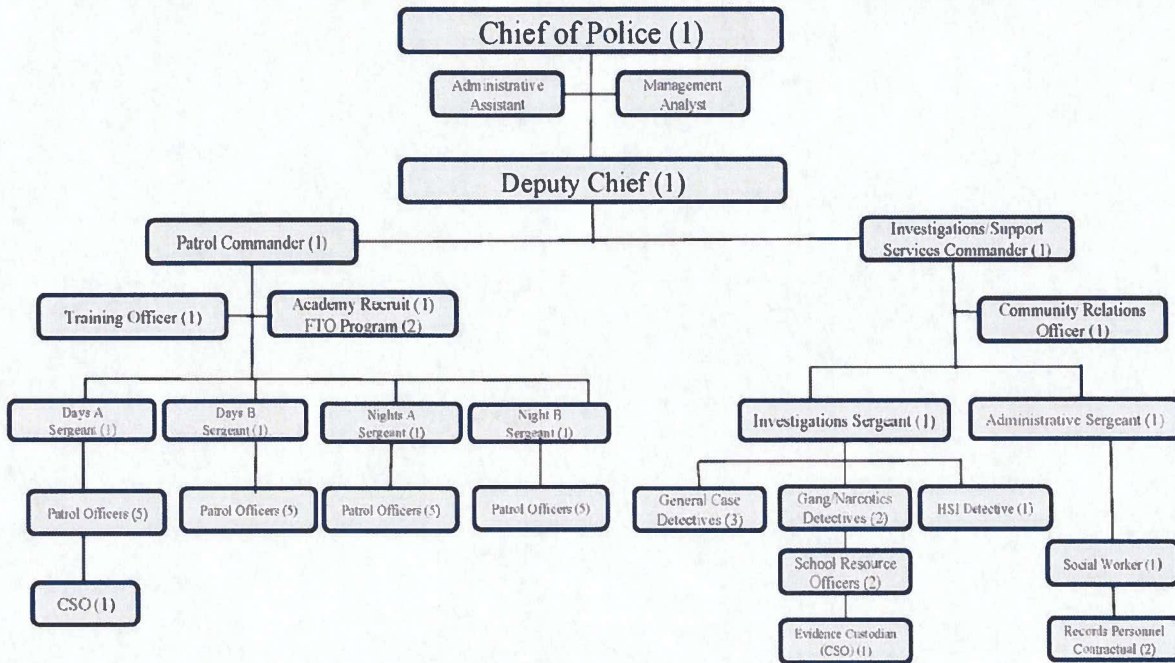 Chief of Police (1)
Administrative
Assistant
Management
Analyst
Deputy Chief (1)
Patrol Commander (1)
Investigations/Support
Services Commander (1)
Training Officer (1)
Academy Recruit (1)
FTO Program (2)
Community Relations
Officer (1)
Days A
Sergeant (1)
Days B
Sergeant (1)
Nights A
Sergeant (1)
Night B
Sergeant (1)
Investigations Sergeant (1)
Administrative Sergeant (1)
Patrol Officers (5)
Patrol Officers (5)
Patrol Officers (5)
Patrol Officers (5)
General Case
Detectives (3)
Gang/Narcotics
Detectives (2)
HSI Detective (1)
CSO (1)
School Resource
Officers (2)
Social Worker (1)
Evidence Custodian
(CSO) (1)
Records Personnel
Contractual (2)